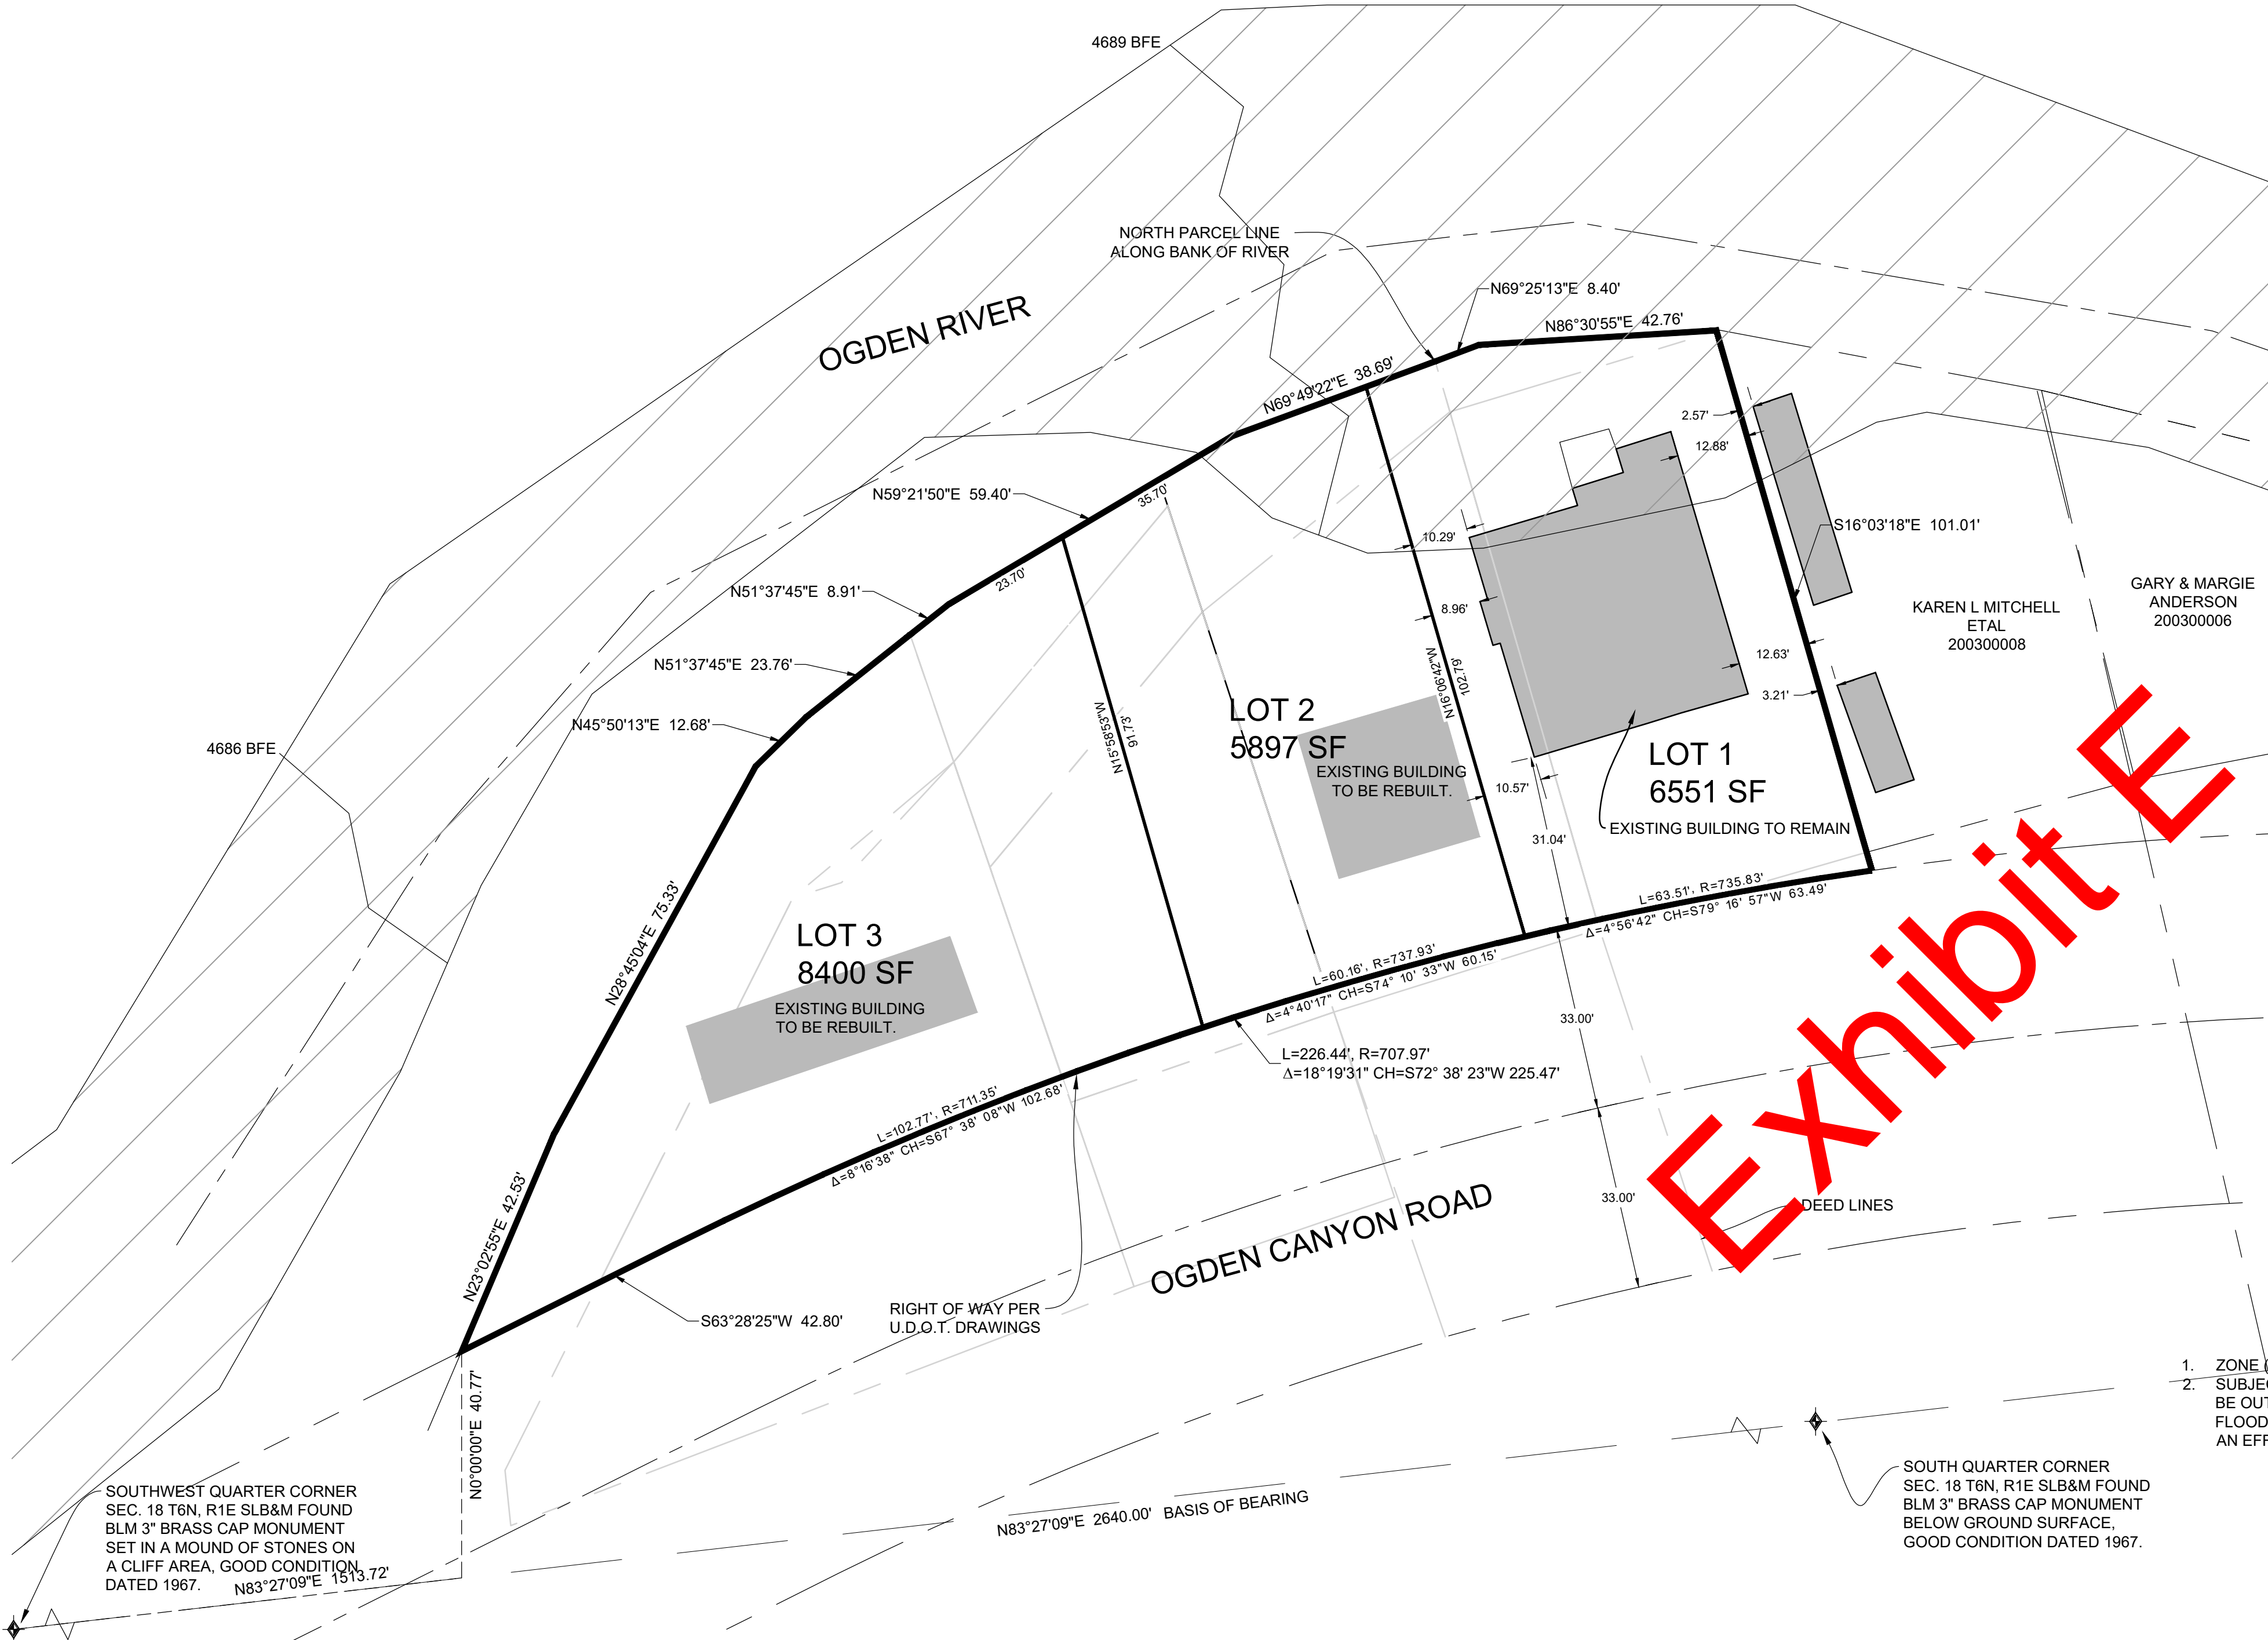 4689 BFE
NORTH PARCEL LINE
ALONG BANK OF RIVER
N69°25'13"E 8.40'
OGDEN RIVER
N86°30'55"E 42.76'
N69°49'22"E 38.69'
2.57'
12.88'
N59°21'50"E 59.40'
35.70'
10.29'
S16°03'18"E 101.01'
23.70'
N51°37'45"E 8.91'
8.96'
KAREN L MITCHELL
ETAL
200300008
GARY & MARGIE
ANDERSON
200300006
N51°37'45"E 23.76'
12.63'
3.21'
N16°06'42"W
102.79'
N15°58'53"W
91.73'
N45°50'13"E 12.68'
4686 BFE
LOT 2
5897 SF
EXISTING BUILDING
TO BE REBUILT.
10.57'
LOT 1
6551 SF
EXISTING BUILDING TO REMAIN
31.04'
N28°45'04"E 75.33'
LOT 3
8400 SF
EXISTING BUILDING
TO BE REBUILT.
L=63.51', R=735.83'
Δ=4°56'42" CH=S79° 16' 57"W 63.49'
L=60.16', R=737.93'
Δ=4°40'17" CH=S74° 10' 33"W 60.15'
33.00'
L=226.44', R=707.97'
Δ=18°19'31" CH=S72° 38' 23"W 225.47'
L=102.77', R=711.35'
Δ=8°16'38" CH=S67° 38' 08"W 102.68'
33.00'
Exhibit E
DEED LINES
N23°02'55"E 42.53'
OGDEN CANYON ROAD
RIGHT OF WAY PER
U.D.O.T. DRAWINGS
S63°28'25"W 42.80'
N0°00'00"E 40.77'
1. ZONE
2. SUBJE
BE OUT
FLOOD
AN EFF
SOUTHWEST QUARTER CORNER
SEC. 18 T6N, R1E SLB&M FOUND
BLM 3" BRASS CAP MONUMENT
SET IN A MOUND OF STONES ON
A CLIFF AREA, GOOD CONDITION
DATED 1967.
N83°27'09"E 1513.72'
N83°27'09"E 2640.00' BASIS OF BEARING
SOUTH QUARTER CORNER
SEC. 18 T6N, R1E SLB&M FOUND
BLM 3" BRASS CAP MONUMENT
BELOW GROUND SURFACE,
GOOD CONDITION DATED 1967.